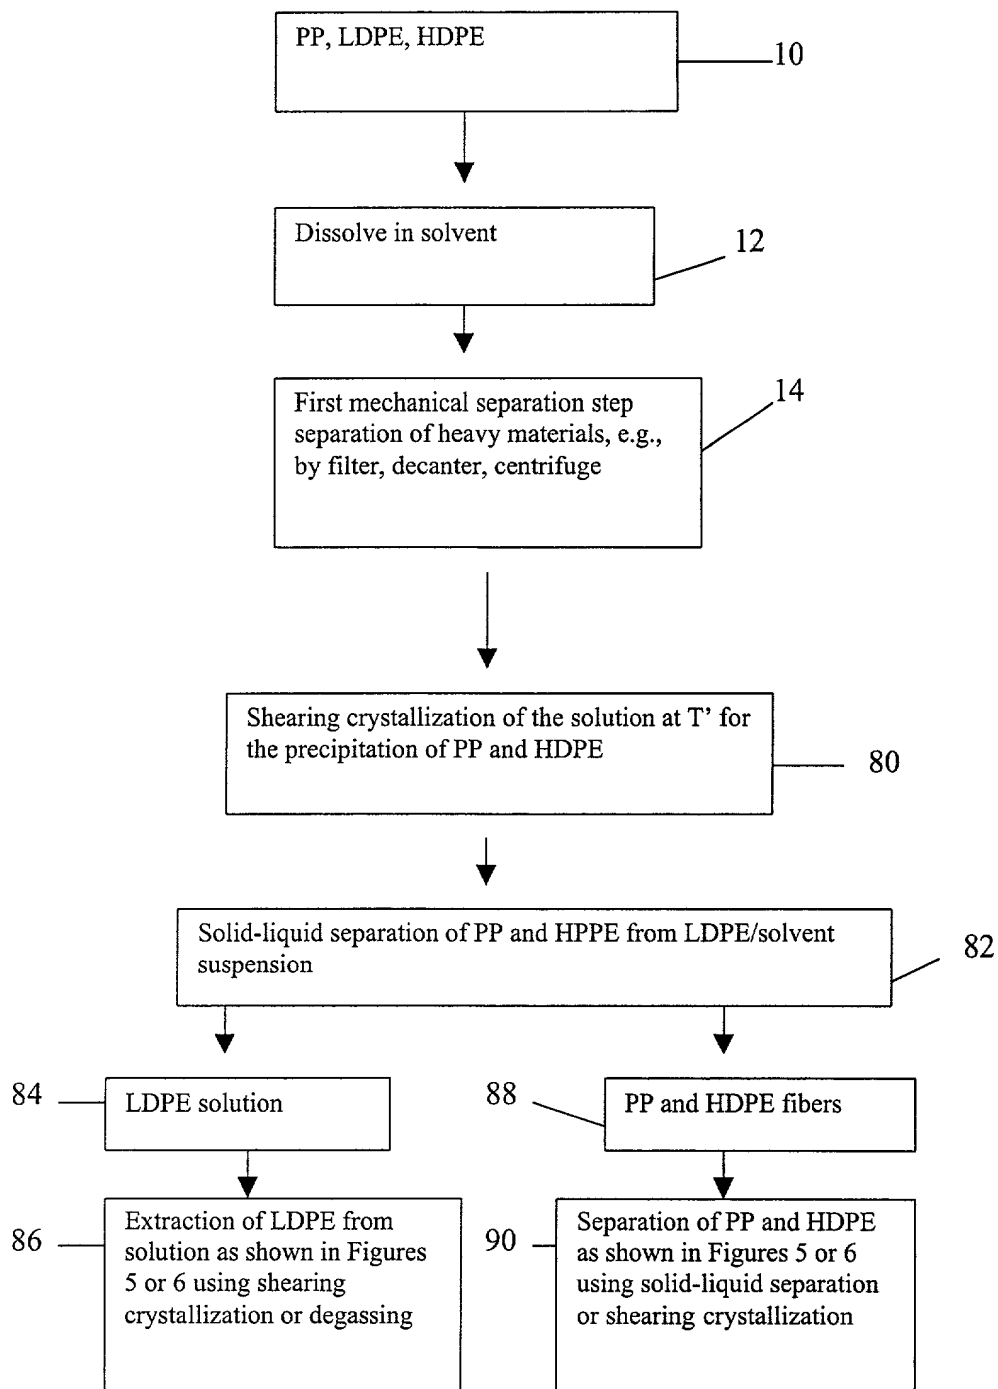 PP, LDPE, HDPE
10
Dissolve in solvent
12
First mechanical separation step
separation of heavy materials, e.g.,
by filter, decanter, centrifuge
14
Shearing crystallization of the solution at T’ for
the precipitation of PP and HDPE
80
Solid-liquid separation of PP and HPPE from LDPE/solvent
suspension
82
84
LDPE solution
88
PP and HDPE fibers
86
Extraction of LDPE from
solution as shown in Figures
5 or 6 using shearing
crystallization or degassing
90
Separation of PP and HDPE
as shown in Figures 5 or 6
using solid-liquid separation
or shearing crystallization